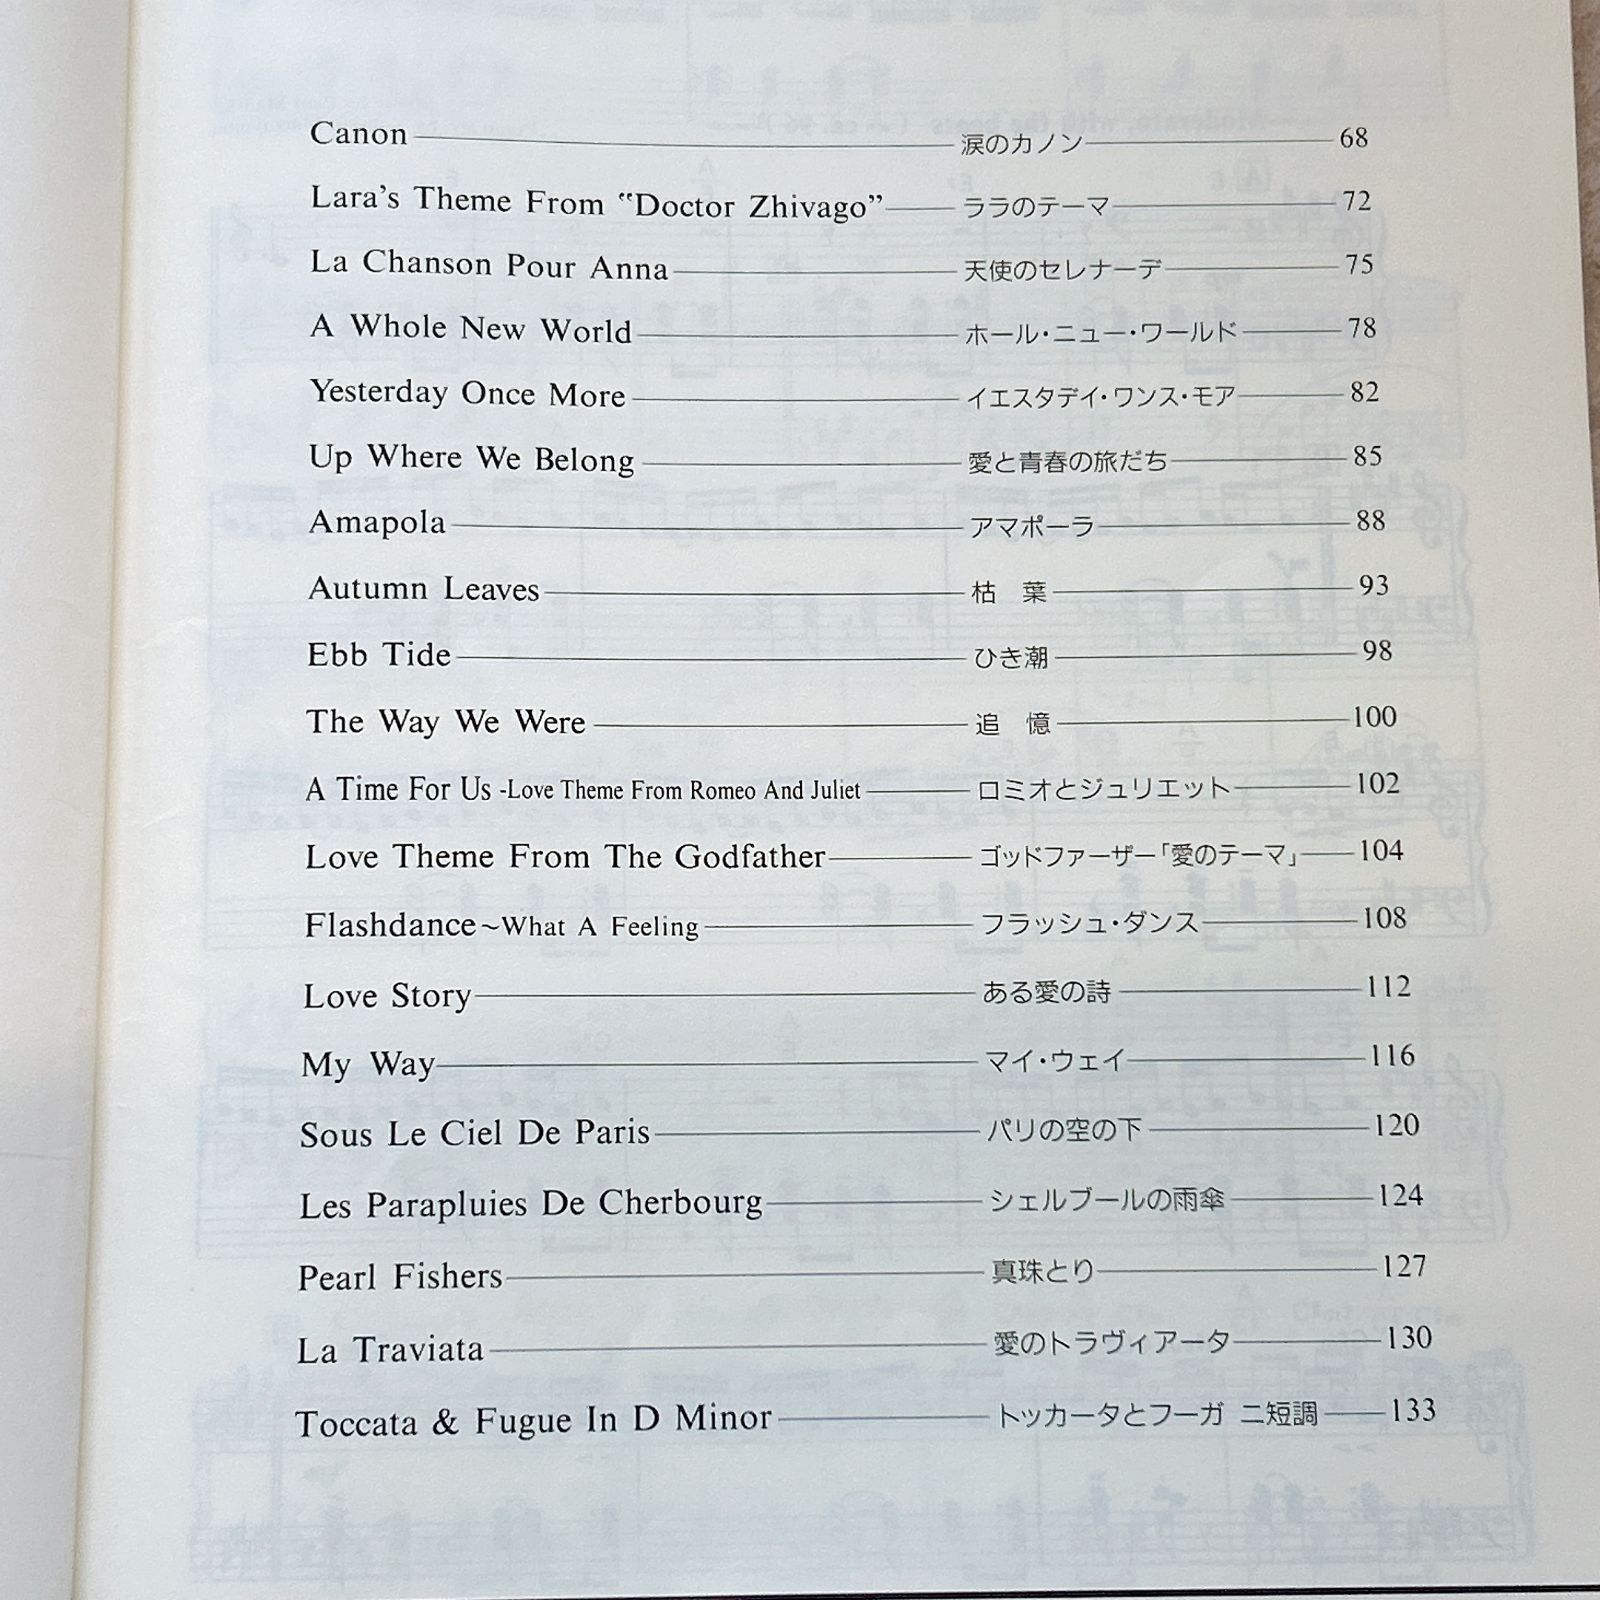 Canon 涙のカノン 68
Lara's Theme From "Doctor Zhivago" ララのテーマ 72
La Chanson Pour Anna 天使のセレナーデ 75
A Whole New World ホール・ニュー・ワールド 78
Yesterday Once More イエスタデイ・ワンス・モア 82
Up Where We Belong 愛と青春の旅だち 85
Amapola アマポーラ 88
Autumn Leaves 枯 葉 93
Ebb Tide ひき潮 98
The Way We Were 追 憶 100
A Time For Us -Love Theme From Romeo And Juliet ロミオとジュリエット 102
Love Theme From The Godfather ゴッドファーザー「愛のテーマ」 104
Flashdance~What A Feeling フラッシュ・ダンス 108
Love Story ある愛の詩 112
My Way マイ・ウェイ 116
Sous Le Ciel De Paris パリの空の下 120
Les Parapluies De Cherbourg シェルブールの雨傘 124
Pearl Fishers 真珠とり 127
La Traviata 愛のトラヴィアータ 130
Toccata & Fugue In D Minor トッカータとフーガ ニ短調 133